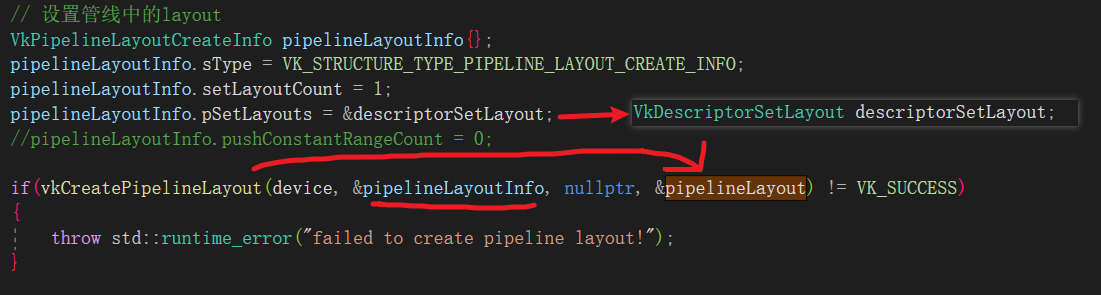 // 设置管线中的layout
VkPipelineLayoutCreateInfo pipelineLayoutInfo{};
pipelineLayoutInfo.sType = VK_STRUCTURE_TYPE_PIPELINE_LAYOUT_CREATE_INFO;
pipelineLayoutInfo.setLayoutCount = 1;
pipelineLayoutInfo.pSetLayouts = &descriptorSetLayout;
VkDescriptorSetLayout descriptorSetLayout;
//pipelineLayoutInfo.pushConstantRangeCount = 0;
if(vkCreatePipelineLayout(device, &pipelineLayoutInfo, nullptr, &pipelineLayout) != VK_SUCCESS)
{
throw std::runtime_error("failed to create pipeline layout!");
}